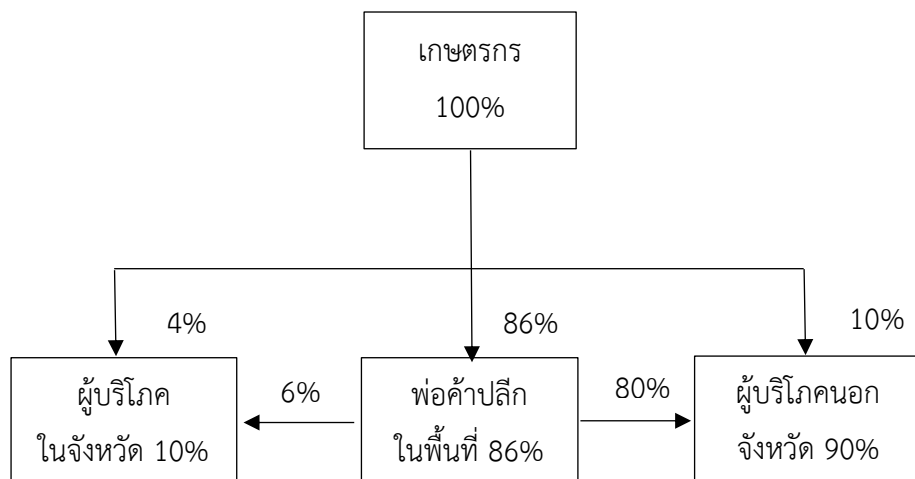 เกษตรกร
100%
4%
86%
10%
ผู้บริโภค
ในจังหวัด 10%
6%
พ่อค้าปลีก
ในพื้นที่ 86%
80%
ผู้บริโภคนอก
จังหวัด 90%